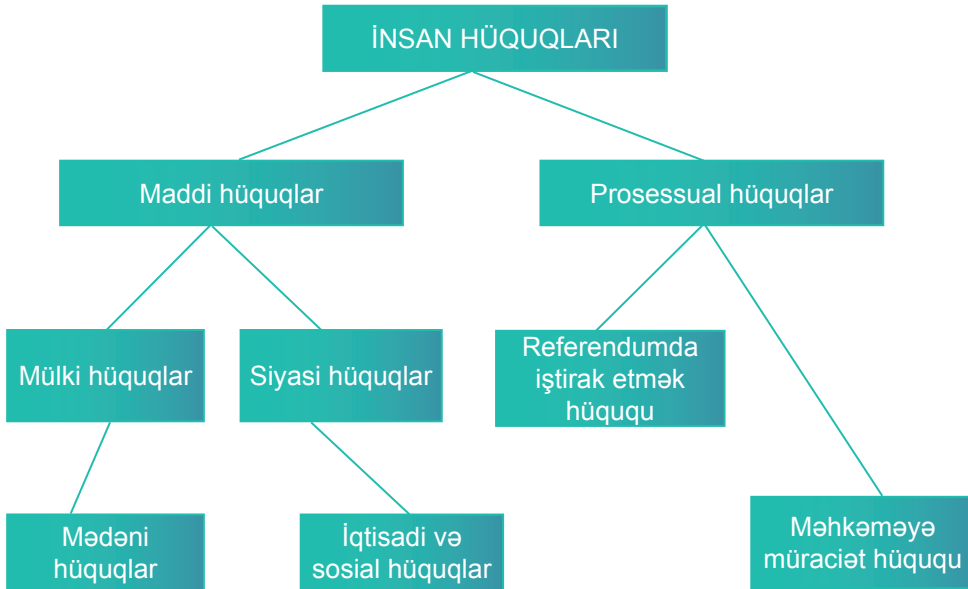 İNSAN HÜQUQLARI
Maddi hüquqlar
Prosessual hüquqlar
Mülki hüquqlar
Siyasi hüquqlar
Referendumda
iştirak etmək
hüququ
Mədəni
hüquqlar
İqtisadi və
sosial hüquqlar
Məhkəməyə
müraciət hüququ